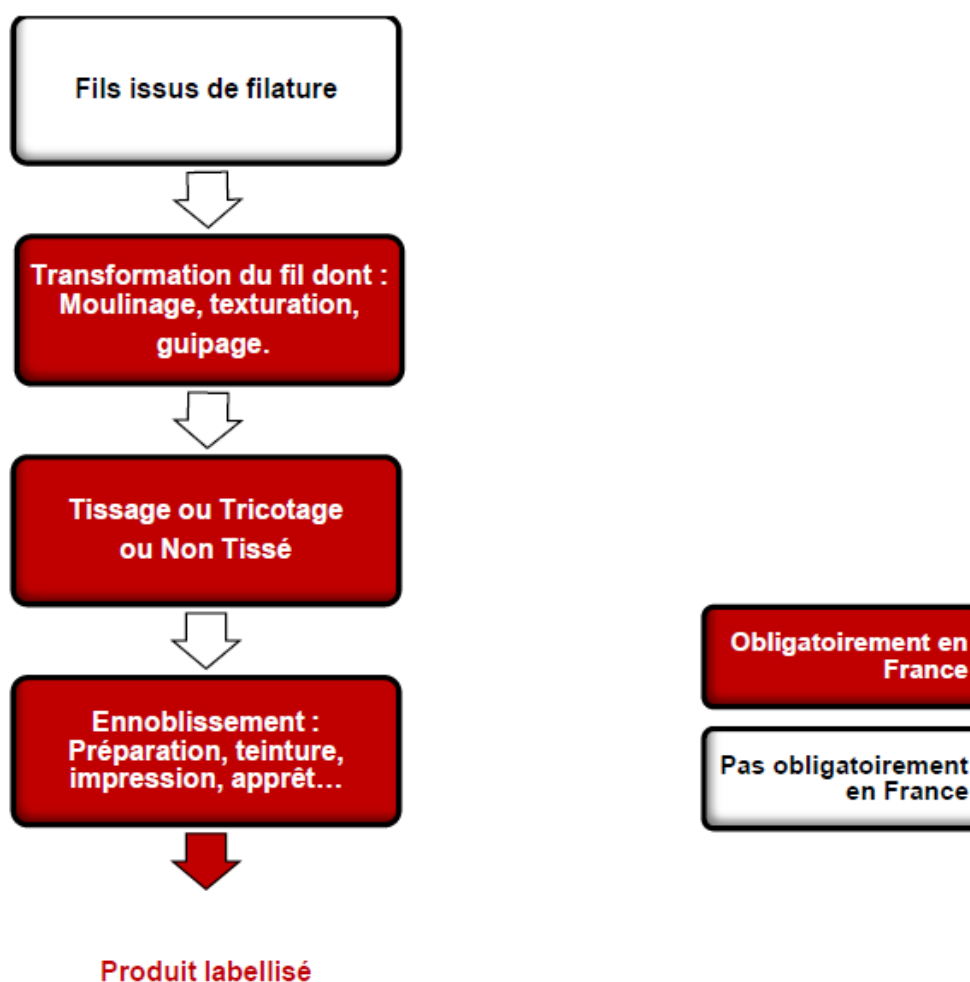 Fils issus de filature
Transformation du fil dont :
Moulinage, texturation,
guipage.
Tissage ou Tricotage
ou Non Tissé
Ennoblissement :
Préparation, teinture,
impression, apprêt…
Produit labellisé
Obligatoirement en
France
Pas obligatoirement
en France